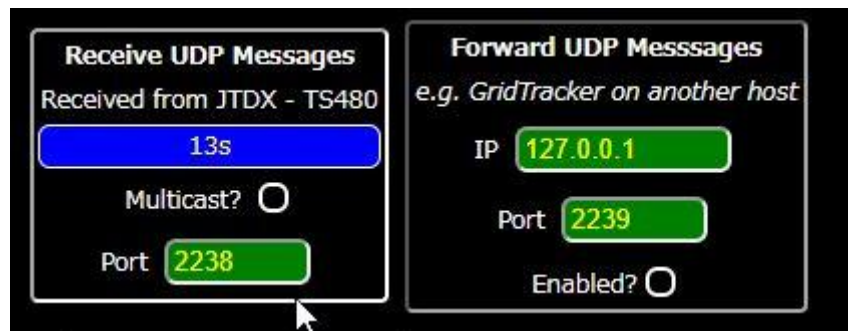 Receive UDP Messages
Received from JTDX - TS480
13s
Multicast?
Port 2238
Forward UDP Messsages
e.g. GridTracker on another host
IP 127.0.0.1
Port 2239
Enabled?